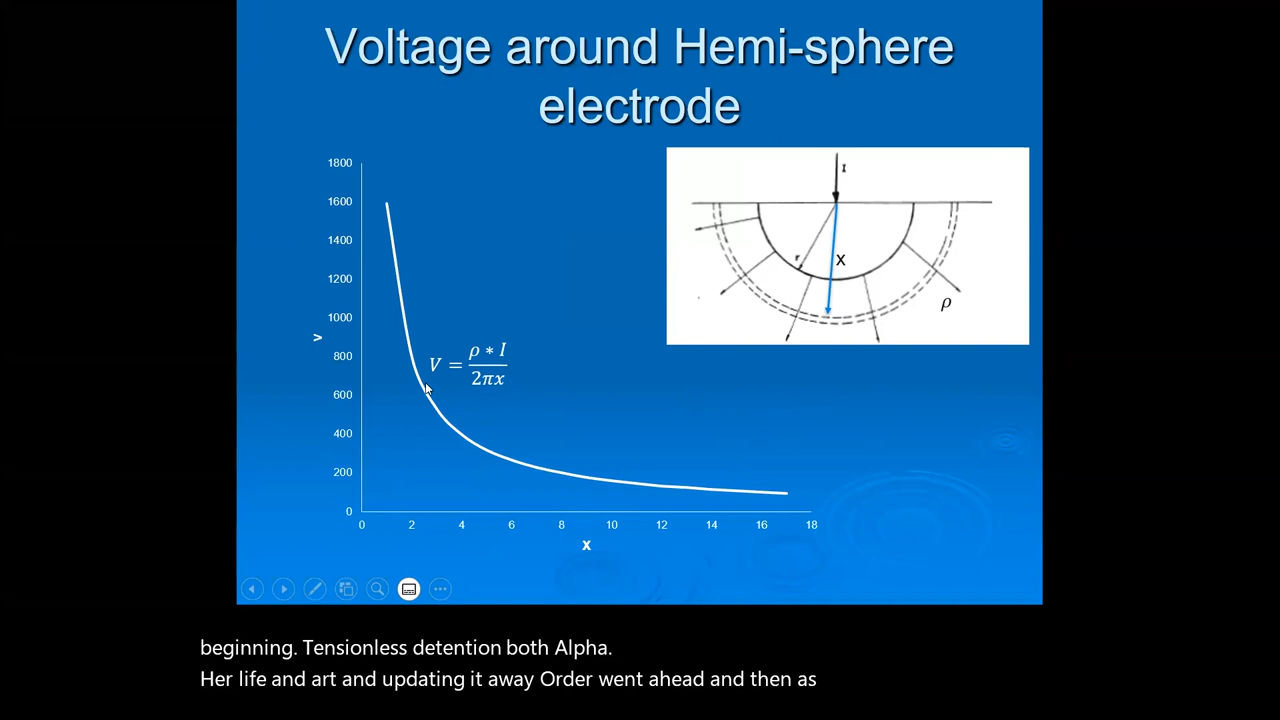 Voltage around Hemi-sphere
electrode
1800
1600
1400
1200
1000
800
600
400
200
0
V
0 2 4 6 8 10 12 14 16 18
X
V = ρ * I / 2πx
I
r
X
ρ
beginning. Tensionless detention both Alpha.
Her life and art and updating it away Order went ahead and then as